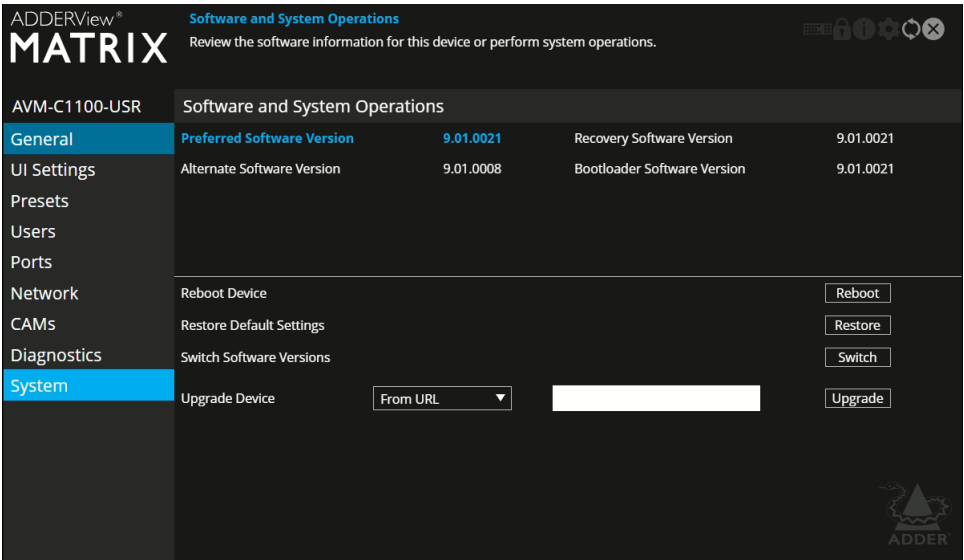 ADDERView®
MATRIX
Software and System Operations
Review the software information for this device or perform system operations.
AVM-C1100-USR
General
UI Settings
Presets
Users
Ports
Network
CAMs
Diagnostics
System
Software and System Operations
Preferred Software Version 9.01.0021 Recovery Software Version 9.01.0021
Alternate Software Version 9.01.0008 Bootloader Software Version 9.01.0021
Reboot Device Reboot
Restore Default Settings Restore
Switch Software Versions Switch
Upgrade Device From URL Upgrade
ADDER®